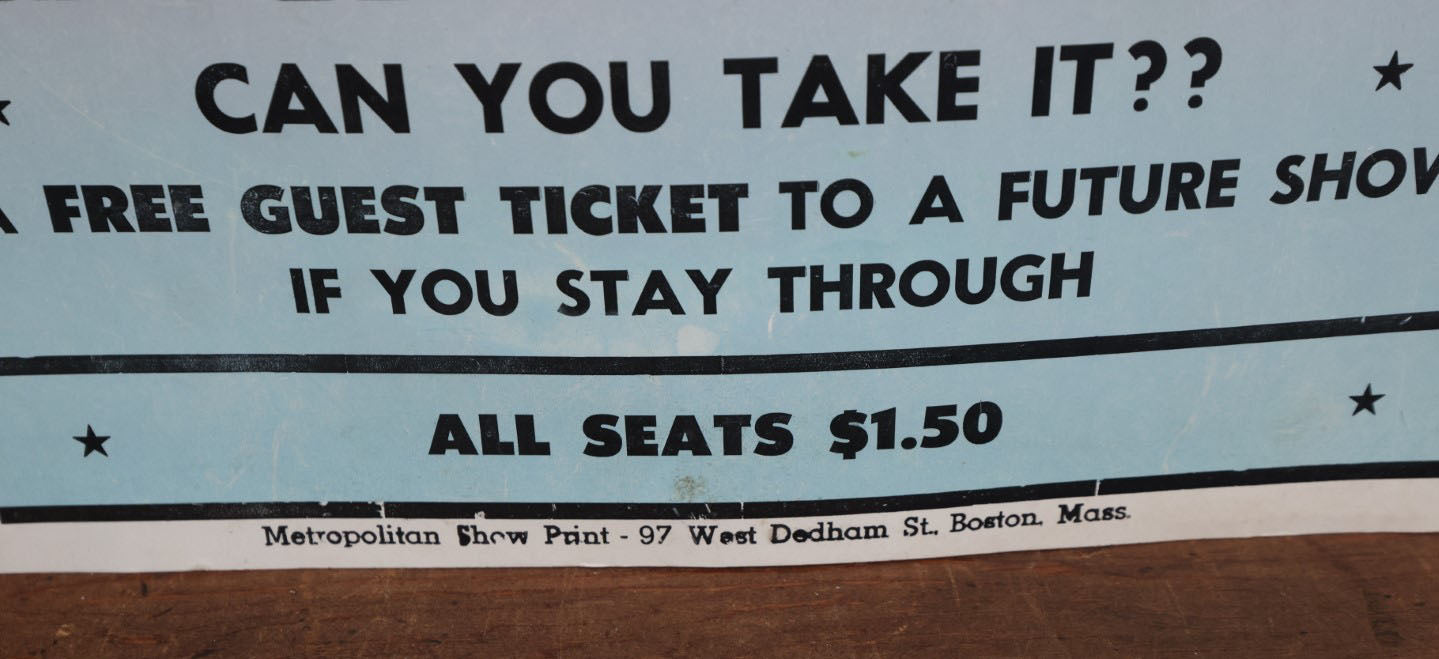 CAN YOU TAKE IT??
A FREE GUEST TICKET TO A FUTURE SHOW
IF YOU STAY THROUGH
ALL SEATS $1.50
Metropolitan Show Print - 97 West Dedham St., Boston, Mass.